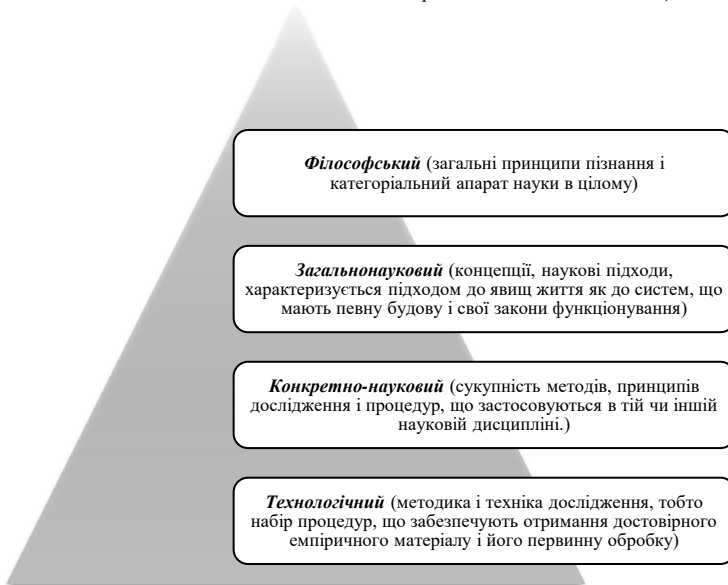 Філософський (загальні принципи пізнання і
категоріальний апарат науки в цілому)
Загальнонауковий (концепції, наукові підходи,
характеризується підходом до явищ життя як до систем, що
мають певну будову і свої закони функціонування)
Конкретно-науковий (сукупність методів, принципів
дослідження і процедур, що застосовуються в тій чи іншій
науковій дисципліні.)
Технологічний (методика і техніка дослідження, тобто
набір процедур, що забезпечують отримання достовірного
емпіричного матеріалу і його первинну обробку)